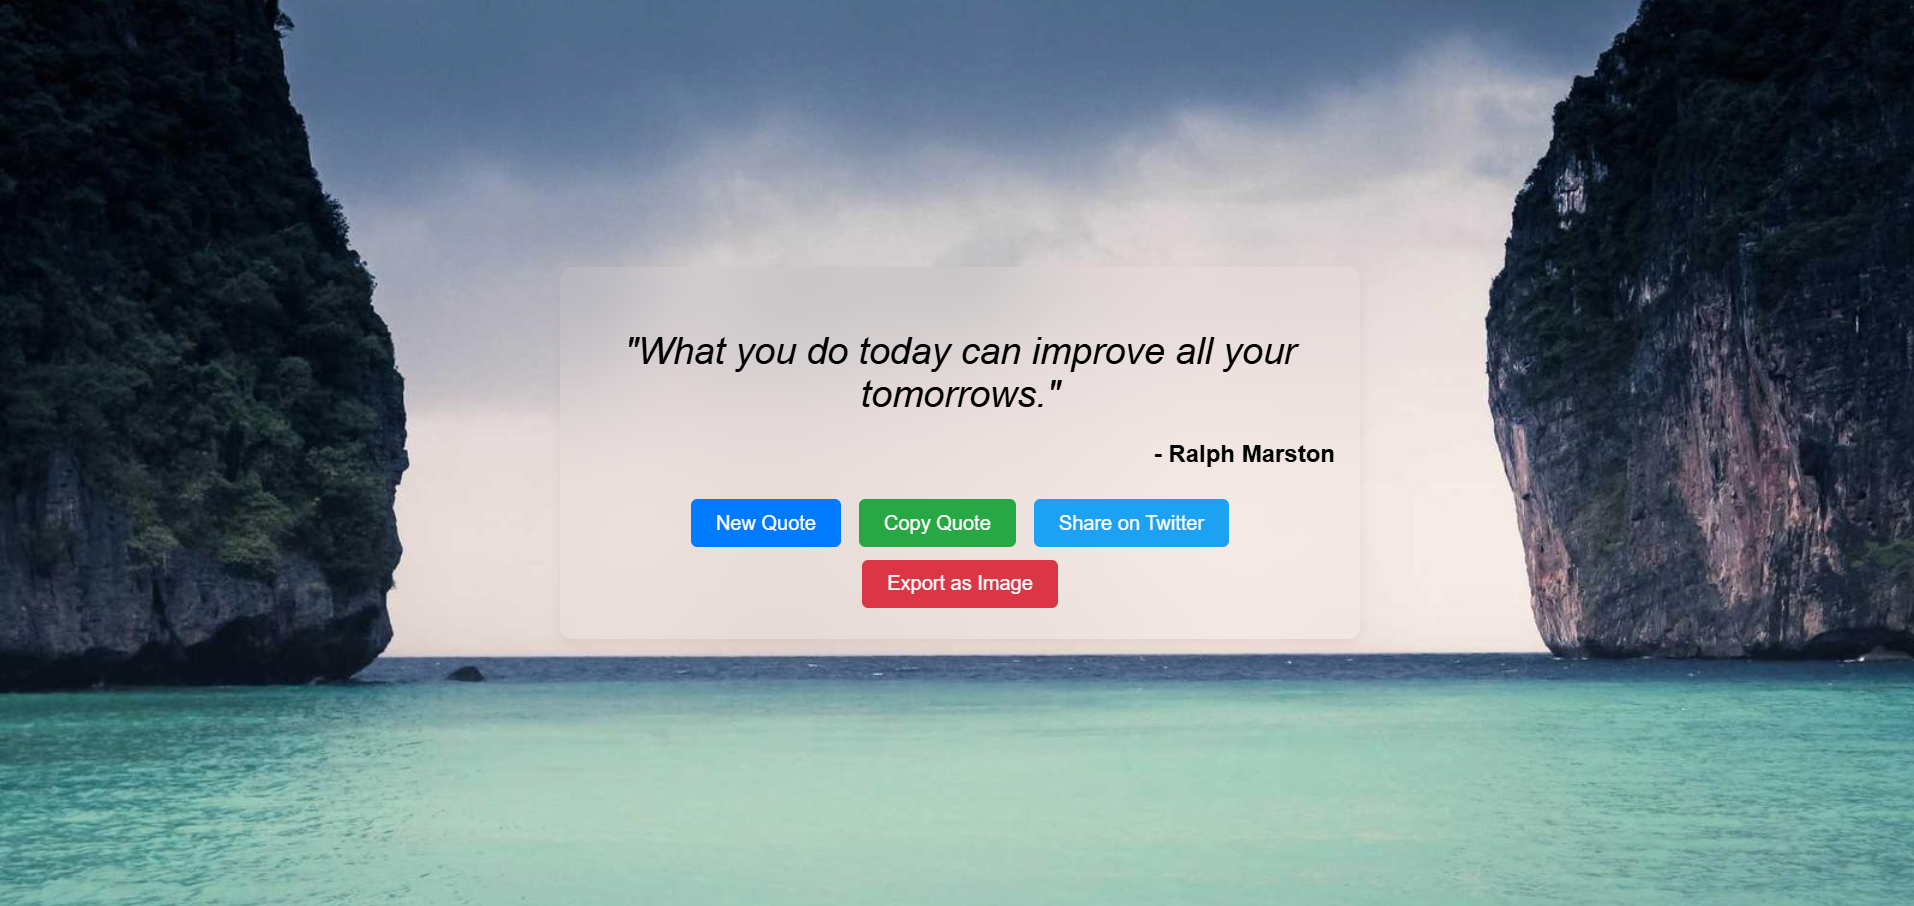 "What you do today can improve all your
tomorrows."
- Ralph Marston
New Quote Copy Quote Share on Twitter
Export as Image